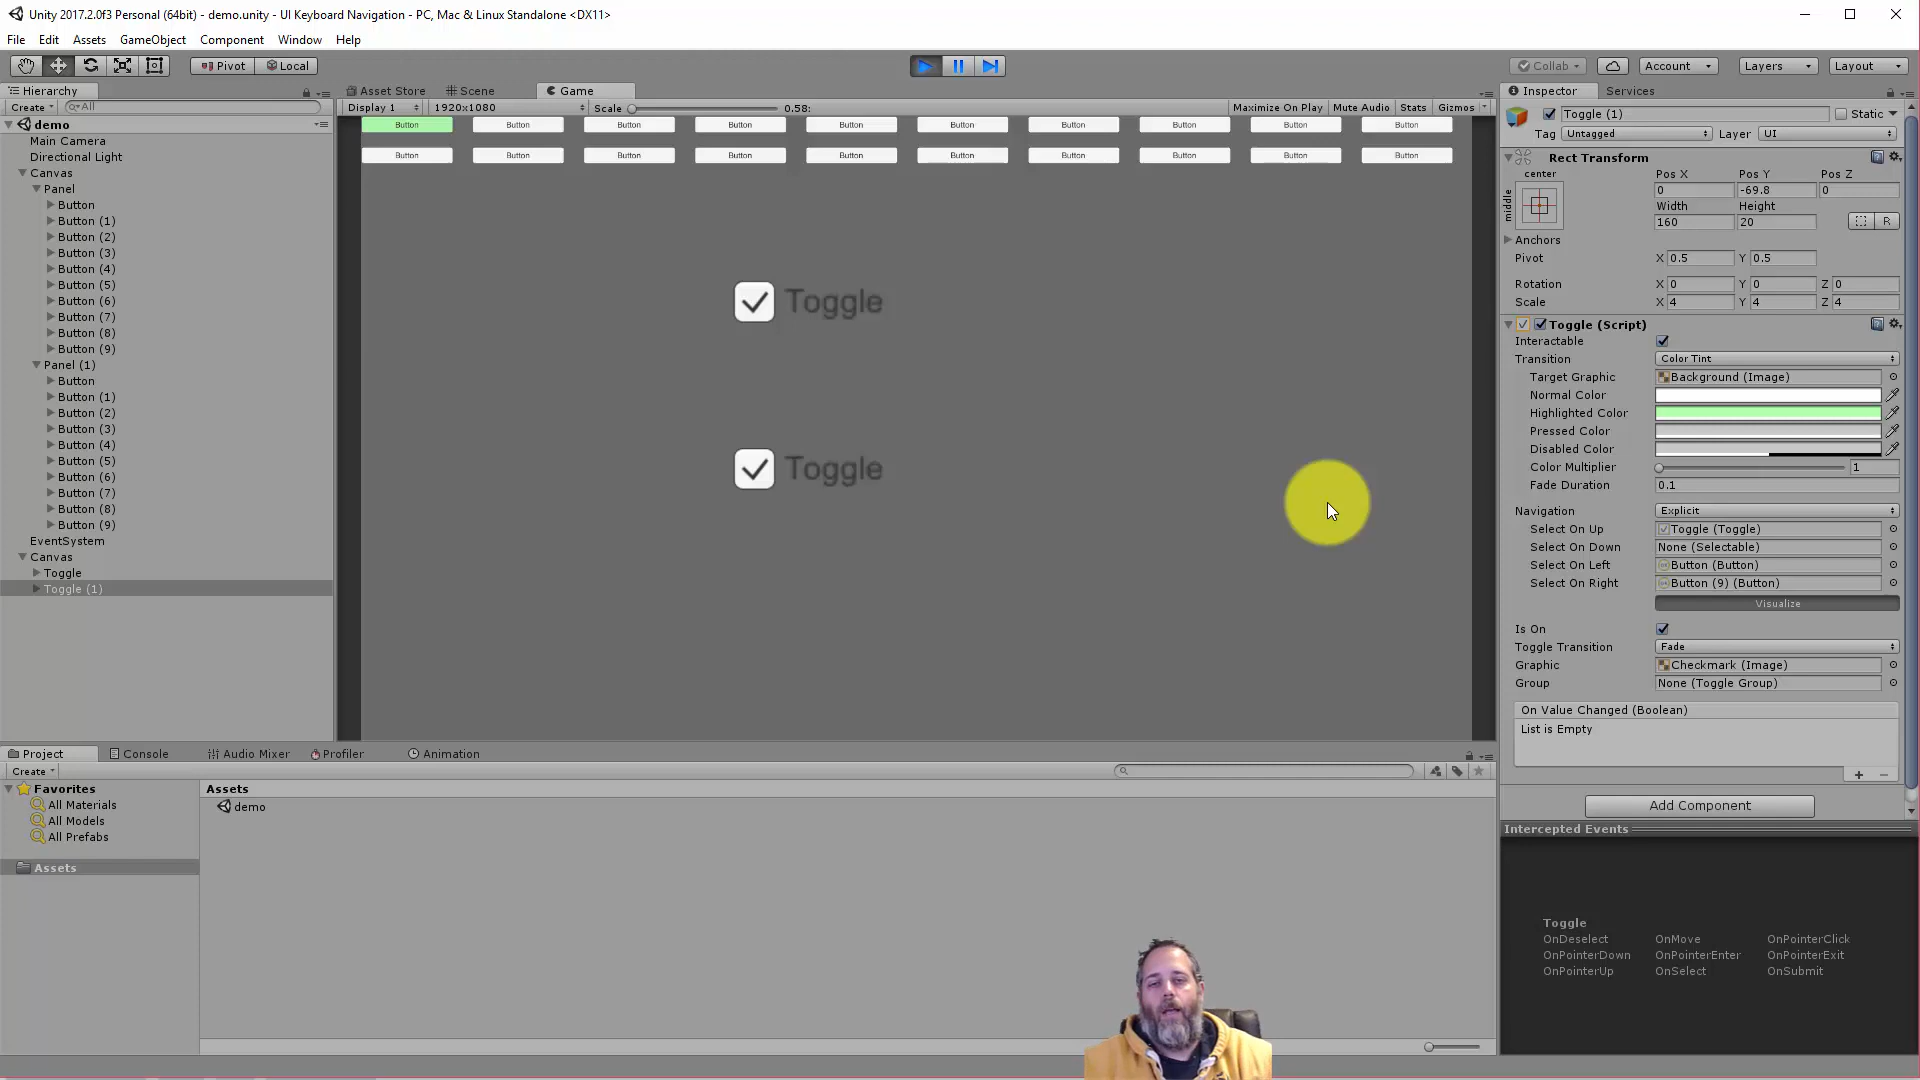 Unity 2017.2.0f3 Personal (64bit) - demo.unity - UI Keyboard Navigation - PC, Mac & Linux Standalone <DX11>
File Edit Assets GameObject Component Window Help
Pivot Local Collab Account Layers Layout
Hierarchy
Create All
demo
Main Camera
Directional Light
Canvas
Panel
Button
Button (1)
Button (2)
Button (3)
Button (4)
Button (5)
Button (6)
Button (7)
Button (8)
Button (9)
Panel (1)
Button
Button (1)
Button (2)
Button (3)
Button (4)
Button (5)
Button (6)
Button (7)
Button (8)
Button (9)
EventSystem
Canvas
Toggle
Toggle (1)
Asset Store Scene Game
Display 1 1920x1080 Scale 0.58: Maximize On Play Mute Audio Stats Gizmos
Button Button Button Button Button Button Button Button Button Button
Button Button Button Button Button Button Button Button Button Button
Toggle
Toggle
Inspector Services
Toggle (1) Static
Tag Untagged Layer UI
Rect Transform
center Pos X Pos Y Pos Z
middle 0 -69.8 0
Width Height
160 20 R
Anchors
Pivot X 0.5 Y 0.5
Rotation X 0 Y 0 Z 0
Scale X 4 Y 4 Z 4
Toggle (Script)
Interactable
Transition Color Tint
Target Graphic Background (Image)
Normal Color
Highlighted Color
Pressed Color
Disabled Color
Color Multiplier 1
Fade Duration 0.1
Navigation Explicit
Select On Up Toggle (Toggle)
Select On Down None (Selectable)
Select On Left Button (Button)
Select On Right Button (9) (Button)
Visualize
Is On
Toggle Transition Fade
Graphic Checkmark (Image)
Group None (Toggle Group)
On Value Changed (Boolean)
List is Empty
Add Component
Intercepted Events
Toggle
OnDeselect OnMove OnPointerClick
OnPointerDown OnPointerEnter OnPointerExit
OnPointerUp OnSelect OnSubmit
Project Console Audio Mixer Profiler Animation
Create
Favorites
All Materials
All Models
All Prefabs
Assets
Assets
demo